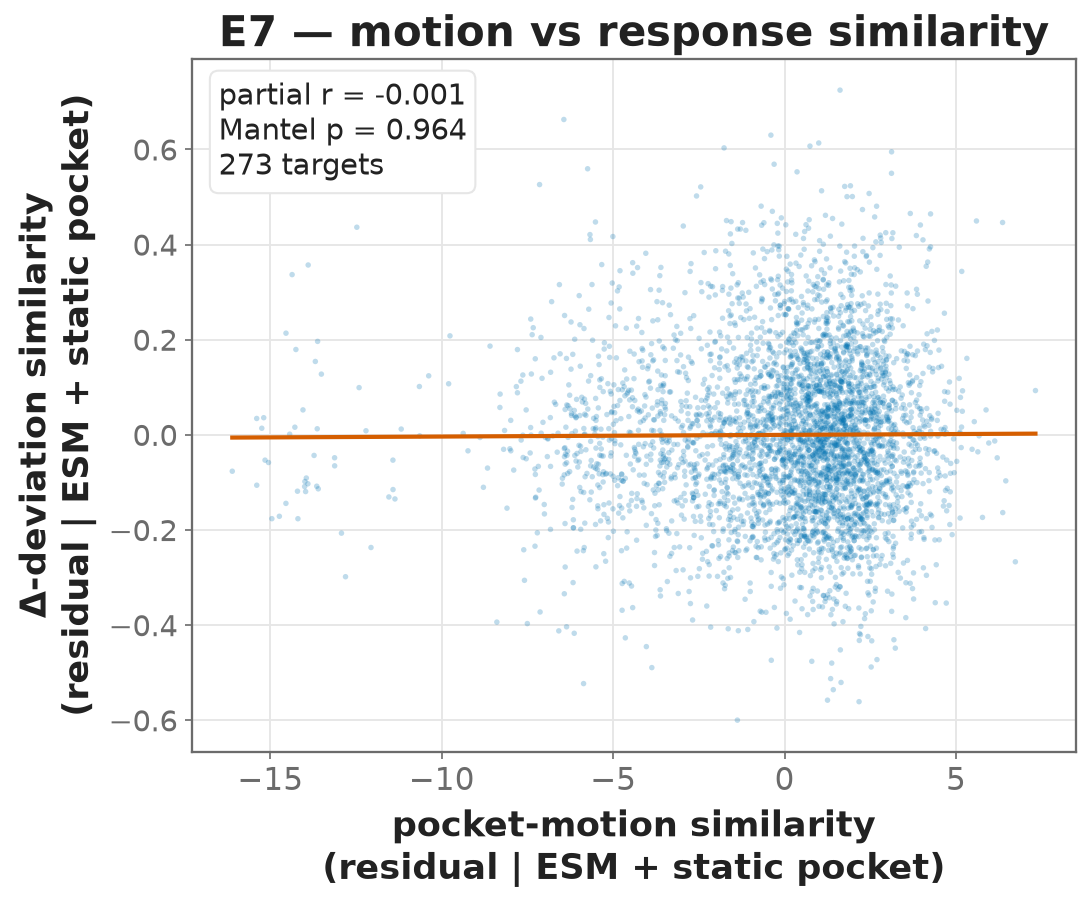 E7 — motion vs response similarity
partial r = -0.001
Mantel p = 0.964
273 targets
Δ-deviation similarity
(residual | ESM + static pocket)
0.6
0.4
0.2
0.0
−0.2
−0.4
−0.6
−15
−10
−5
0
5
pocket-motion similarity
(residual | ESM + static pocket)